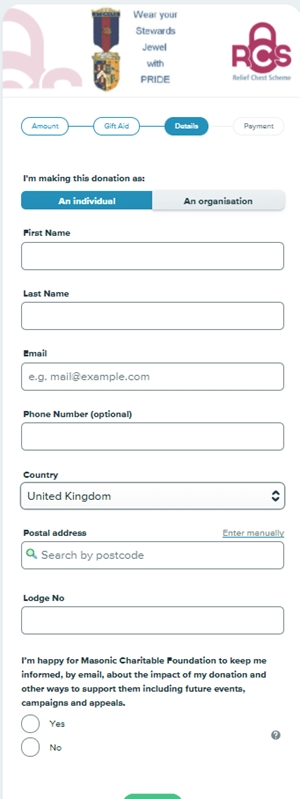 Wear your
Stewards
Jewel
with
PRIDE
RCS
Relief Chest Scheme
Amount
Gift Aid
Details
Payment
I'm making this donation as:
An individual
An organisation
First Name
Last Name
Email
e.g. mail@example.com
Phone Number (optional)
Country
United Kingdom
Postal address
Enter manually
Search by postcode
Lodge No
I'm happy for Masonic Charitable Foundation to keep me
informed, by email, about the impact of my donation and
other ways to support them including future events,
campaigns and appeals.
Yes
?
No